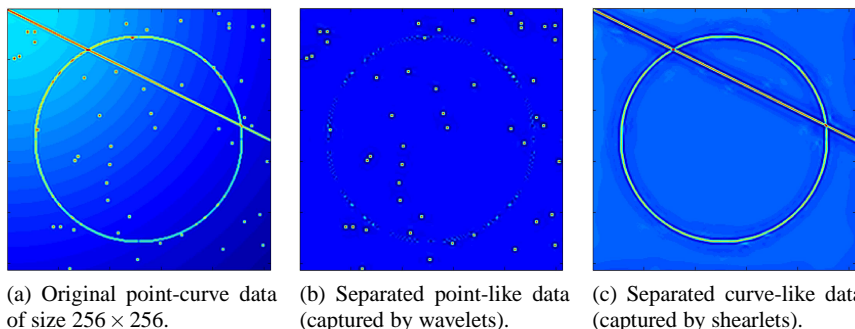 (a) Original point-curve data
of size 256 × 256.
(b) Separated point-like data
(captured by wavelets).
(c) Separated curve-like data
(captured by shearlets).